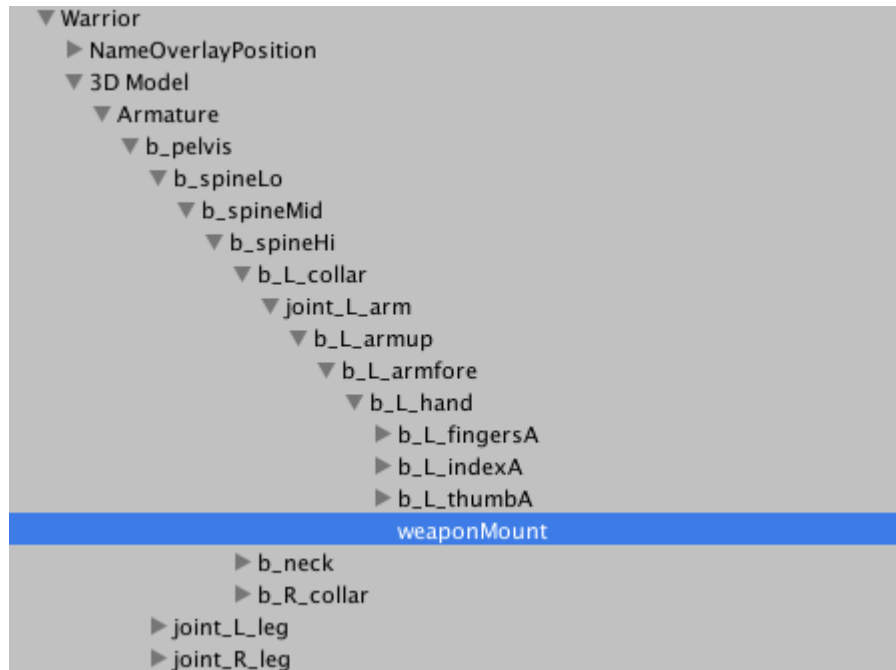 Warrior
NameOverlayPosition
3D Model
Armature
b_pelvis
b_spineLo
b_spineMid
b_spineHi
b_L_collar
joint_L_arm
b_L_armup
b_L_armfore
b_L_hand
b_L_fingersA
b_L_indexA
b_L_thumbA
weaponMount
b_neck
b_R_collar
joint_L_leg
joint_R_leg